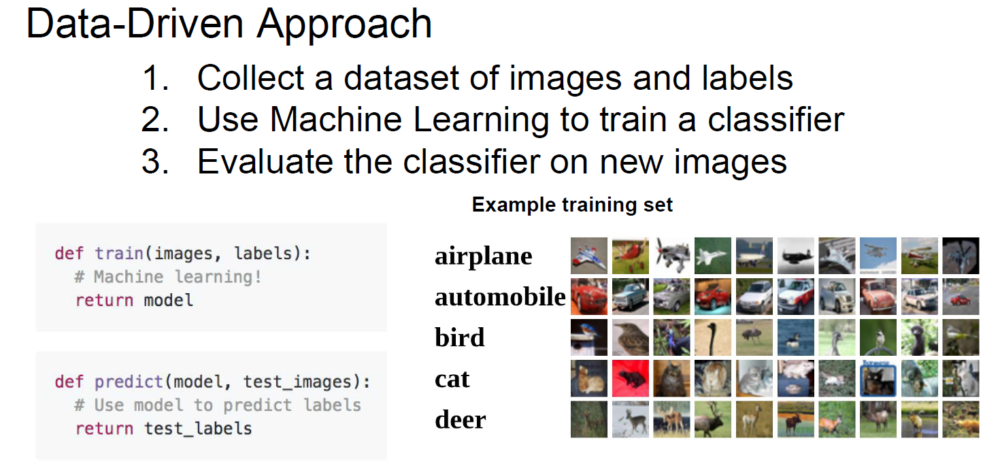 Data-Driven Approach
1. Collect a dataset of images and labels
2. Use Machine Learning to train a classifier
3. Evaluate the classifier on new images
Example training set
def train(images, labels):
# Machine learning!
return model
def predict(model, test_images):
# Use model to predict labels
return test_labels
airplane
automobile
bird
cat
deer